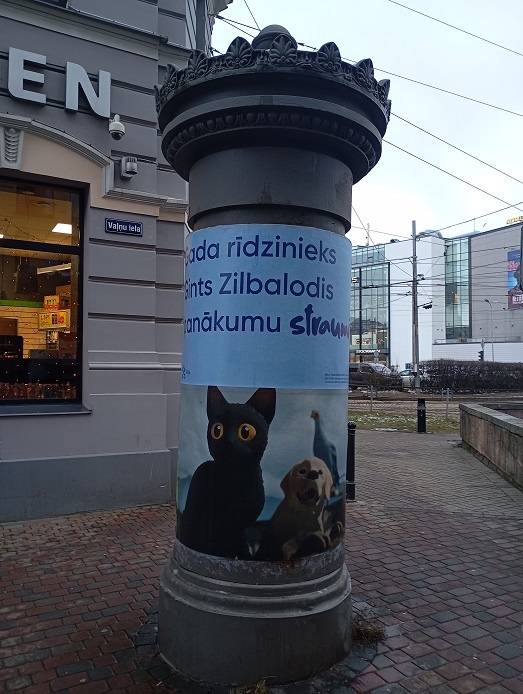 EN
Vaļņu iela
ada rīdzinieks
ints Zilbalodis
anākumu straum